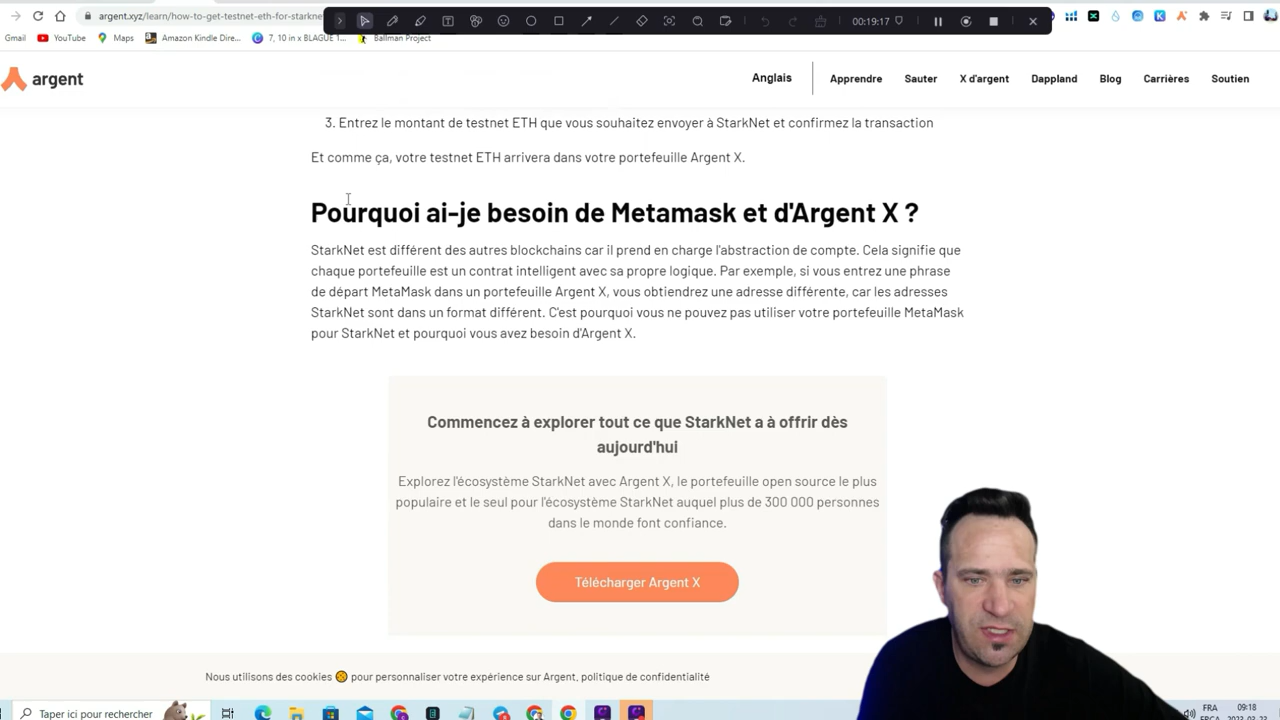 argent.xyz/learn/how-to-get-testnet-eth-for-starkne
00:19:17
Gmail
YouTube
Maps
Amazon Kindle Dire...
7, 10 in x BLAGUE 1...
Ballman Project
argent
Anglais
Apprendre
Sauter
X d'argent
Dappland
Blog
Carrières
Soutien
3. Entrez le montant de testnet ETH que vous souhaitez envoyer à StarkNet et confirmez la transaction
Et comme ça, votre testnet ETH arrivera dans votre portefeuille Argent X.
Pourquoi ai-je besoin de Metamask et d'Argent X ?
StarkNet est différent des autres blockchains car il prend en charge l'abstraction de compte. Cela signifie que
chaque portefeuille est un contrat intelligent avec sa propre logique. Par exemple, si vous entrez une phrase
de départ MetaMask dans un portefeuille Argent X, vous obtiendrez une adresse différente, car les adresses
StarkNet sont dans un format différent. C'est pourquoi vous ne pouvez pas utiliser votre portefeuille MetaMask
pour StarkNet et pourquoi vous avez besoin d'Argent X.
Commencez à explorer tout ce que StarkNet a à offrir dès
aujourd'hui
Explorez l'écosystème StarkNet avec Argent X, le portefeuille open source le plus
populaire et le seul pour l'écosystème StarkNet auquel plus de 300 000 personnes
dans le monde font confiance.
Télécharger Argent X
Nous utilisons des cookies 🍪 pour personnaliser votre expérience sur Argent. politique de confidentialité
Taper ici pour rechercher
FRA
09:18